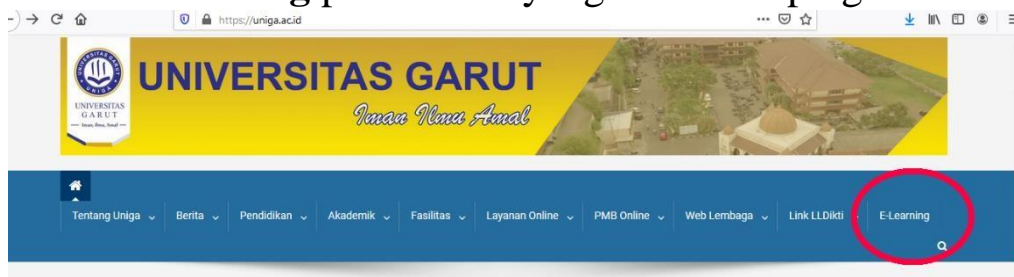 https://uniga.ac.id
UNIVERSITAS GARUT
Iman Ilmu Amal
UNIVERSITAS
GARUT
Tentang Uniga Berita Pendidikan Akademik Fasilitas Layanan Online PMB Online Web Lembaga Link LLDikti E-Learning